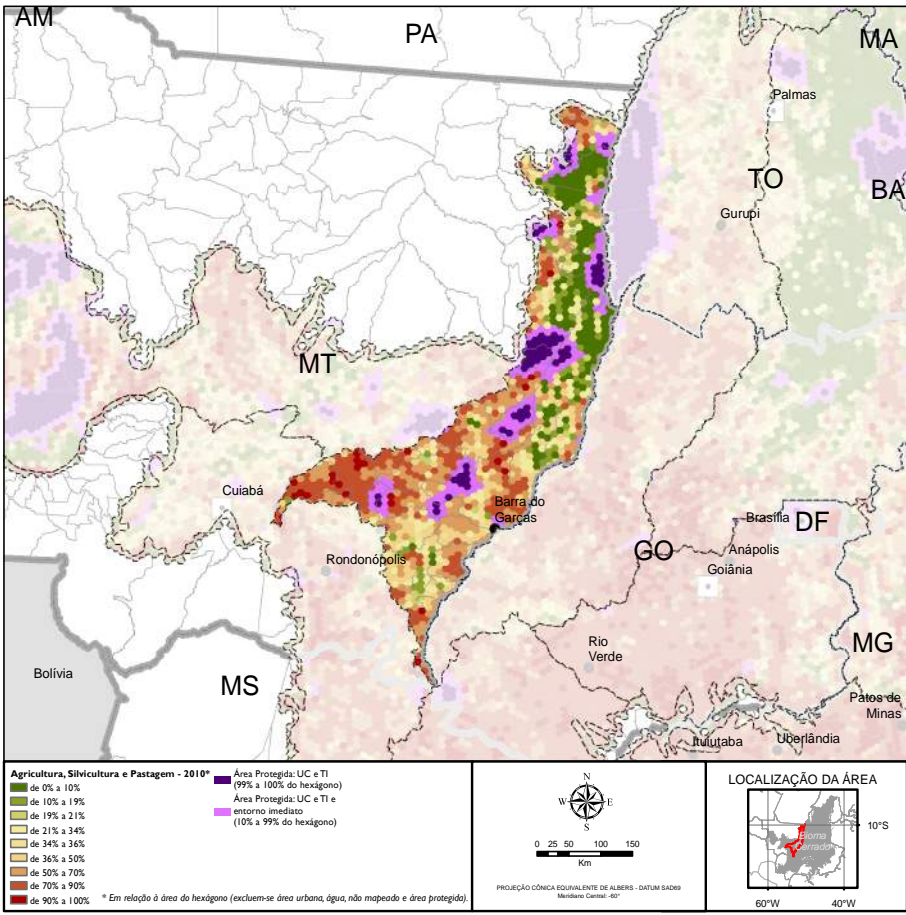 AM
PA
MA
Palmas
TO
BA
Gurupi
MT
Cuiabá
Barra do
Garças
Brasília
DF
Rondonópolis
GO
Anápolis
Goiânia
Rio
Verde
MG
Bolívia
MS
Patos de
Minas
Ituiutaba
Uberlândia
Agricultura, Silvicultura e Pastagem - 2010*
de 0% a 10%
de 10% a 19%
de 19% a 21%
de 21% a 34%
de 34% a 36%
de 36% a 50%
de 50% a 70%
de 70% a 90%
de 90% a 100%
Área Protegida: UC e TI
(99% a 100% do hexágono)
Área Protegida: UC e TI e
entorno imediato
(10% a 99% do hexágono)
* Em relação à área do hexágono (excluem-se área urbana, água, não mapeado e área protegida).
N
W E
S
0 25 50 100 150
Km
PROJEÇÃO CÔNICA EQUIVALENTE DE ALBERS - DATUM SAD69
Meridiano Central: -60°
LOCALIZAÇÃO DA ÁREA
10°S
Bioma
Cerrado
60°W 40°W